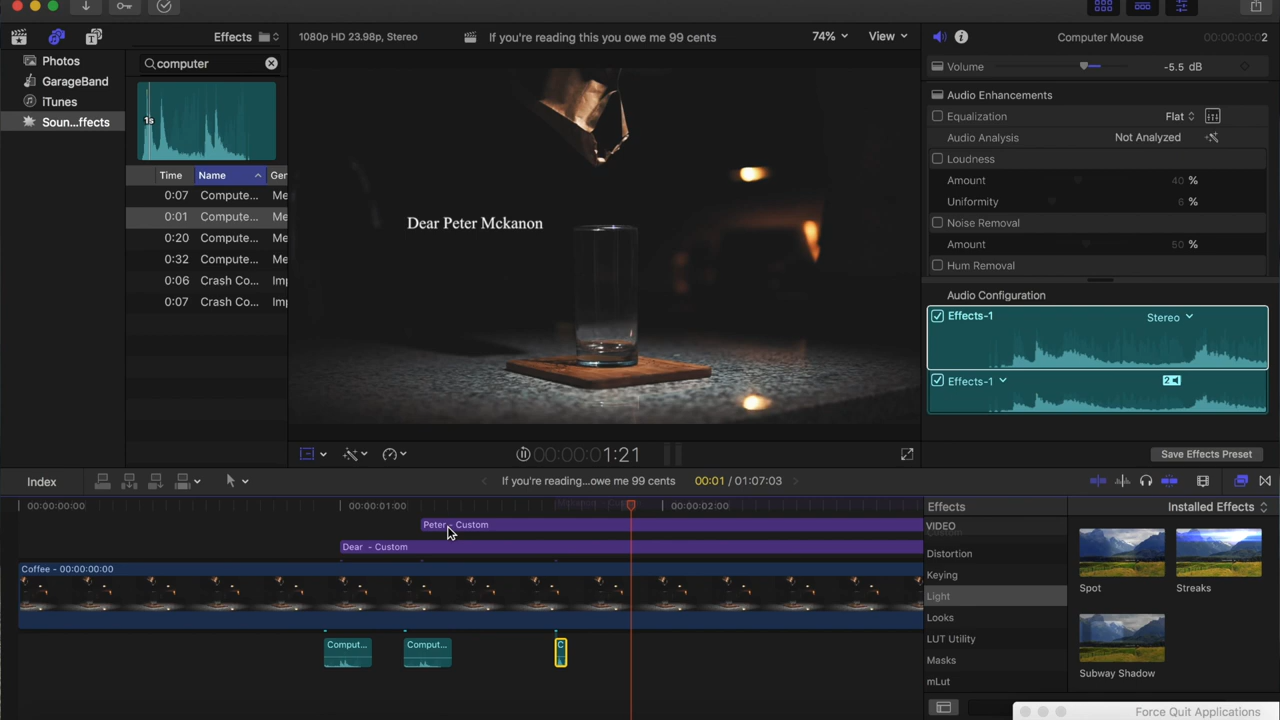 Effects
1080p HD 23.98p, Stereo
If you're reading this you owe me 99 cents
74%
View
Computer Mouse
00:00:00:02
Photos
GarageBand
iTunes
Soun...ffects
computer
1s
Time
Name
Gen
0:07 Compute... Me
0:01 Compute... Me
0:20 Compute... Me
0:32 Compute... Me
0:06 Crash Co... Imp
0:07 Crash Co... Imp
Dear Peter Mckanon
Volume
-5.5 dB
Audio Enhancements
Equalization
Flat
Audio Analysis
Not Analyzed
Loudness
Amount
40 %
Uniformity
6 %
Noise Removal
Amount
50 %
Hum Removal
Audio Configuration
Effects-1
Stereo
Effects-1
2
Save Effects Preset
00:00:00:01:21
Index
If you're reading...owe me 99 cents
00:01 / 01:07:03
00:00:00:00
00:00:01:00
00:00:02:00
Peter - Custom
Dear - Custom
Coffee - 00:00:00:00
Comput...
Comput...
C
Effects
Installed Effects
VIDEO
Distortion
Keying
Light
Looks
LUT Utility
Masks
mLut
Spot
Streaks
Subway Shadow
Force Quit Applications